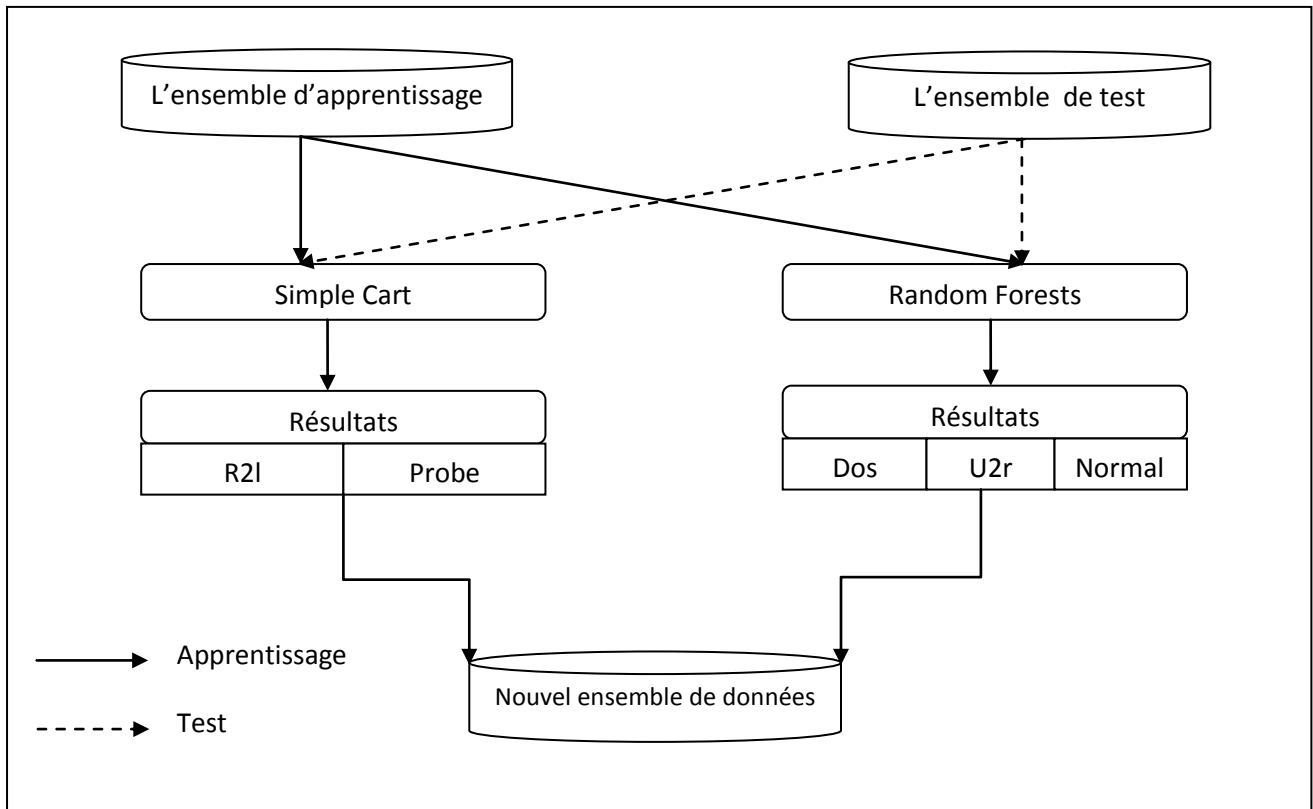 L'ensemble d'apprentissage
L'ensemble de test
Simple Cart
Random Forests
Résultats
R2l
Probe
Résultats
Dos
U2r
Normal
Nouvel ensemble de données
Apprentissage
Test